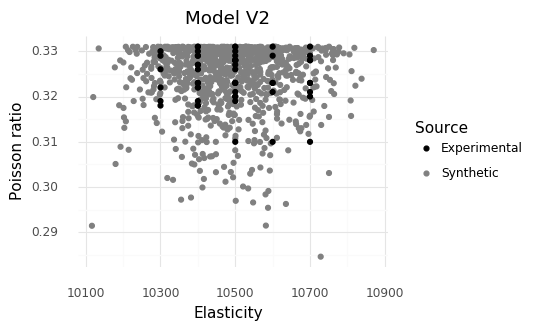 Model V2
0.33
0.32
0.31
0.30
0.29
Poisson ratio
10100
10300
10500
10700
10900
Elasticity
Source
Experimental
Synthetic